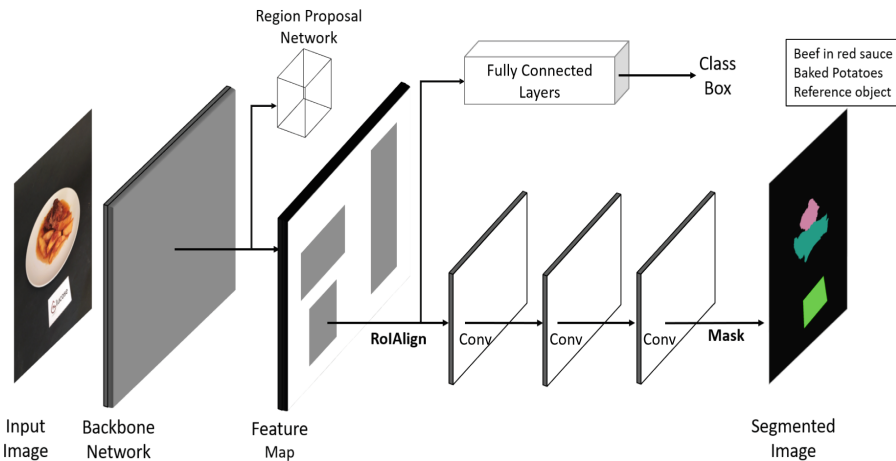 Region Proposal
Network
Fully Connected
Layers
Class
Box
Beef in red sauce
Baked Potatoes
Reference object
RoIAlign
Conv
Conv
Conv
Mask
Input
Image
Backbone
Network
Feature
Map
Segmented
Image